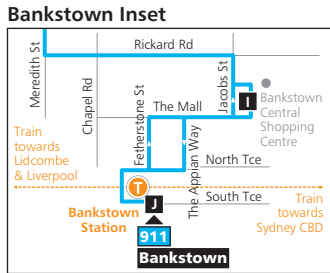 Bankstown Inset
Rickard Rd
Meredith St
Chapel Rd
Fetherstone St
The Mall
The Appian Way
Jacobs St
I
Bankstown
Central
Shopping
Centre
Train
towards
Lidcombe
& Liverpool
North Tce
T
South Tce
J
Bankstown
Station
Train
towards
Sydney CBD
911
Bankstown